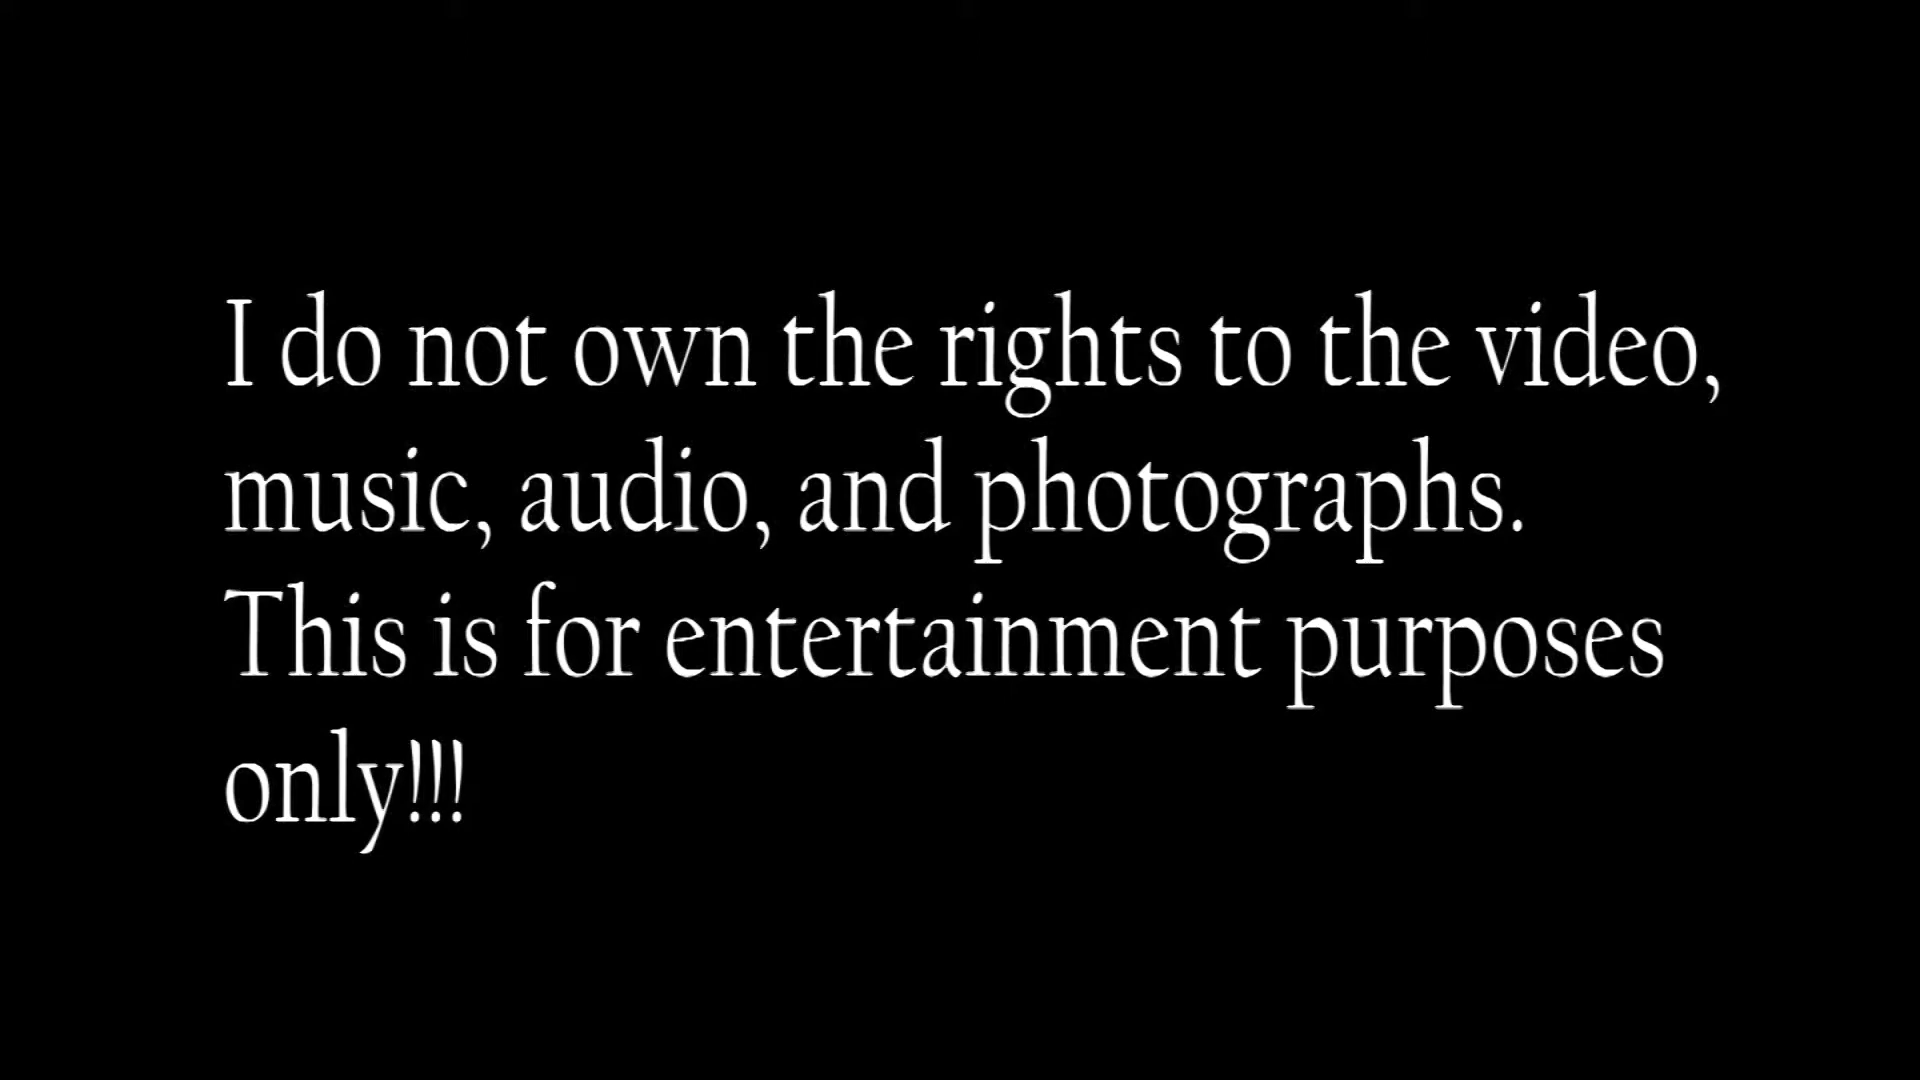 I do not own the rights to the video,
music, audio, and photographs.
This is for entertainment purposes
only!!!